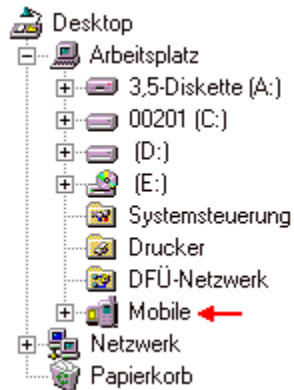 Desktop
Arbeitsplatz
3,5-Diskette (A:)
00201 (C:)
(D:)
(E:)
Systemsteuerung
Drucker
DFÜ-Netzwerk
Mobile
Netzwerk
Papierkorb